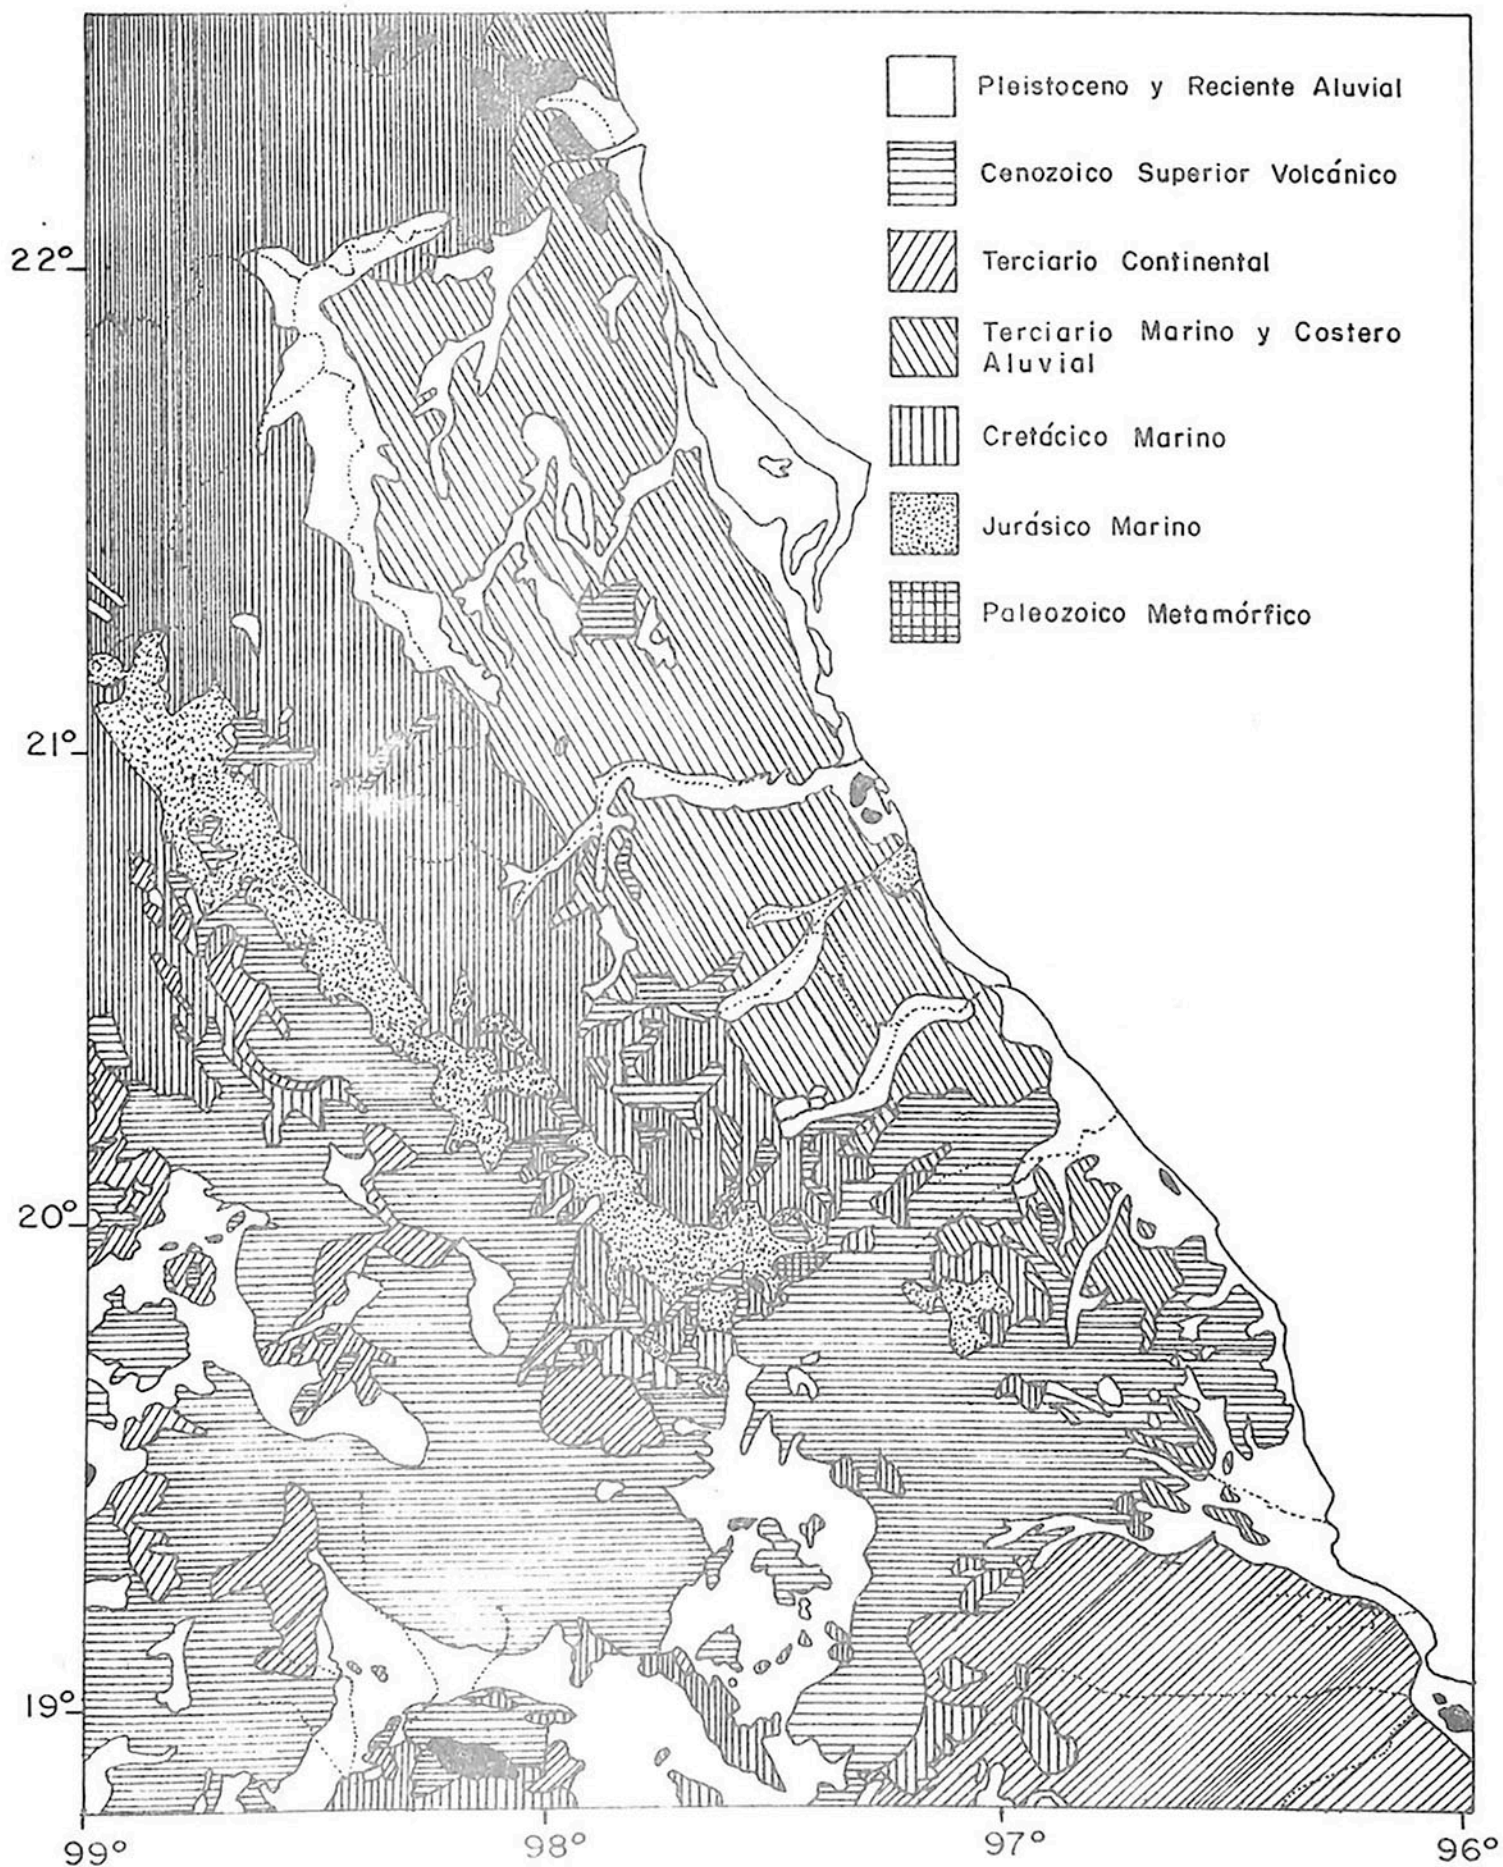 Pleistoceno y Reciente Aluvial
Cenozoico Superior Volcánico
Terciario Continental
Terciario Marino y Costero
Aluvial
Cretácico Marino
Jurásico Marino
Paleozoico Metamórfico
22°
21°
20°
19°
99°
98°
97°
96°